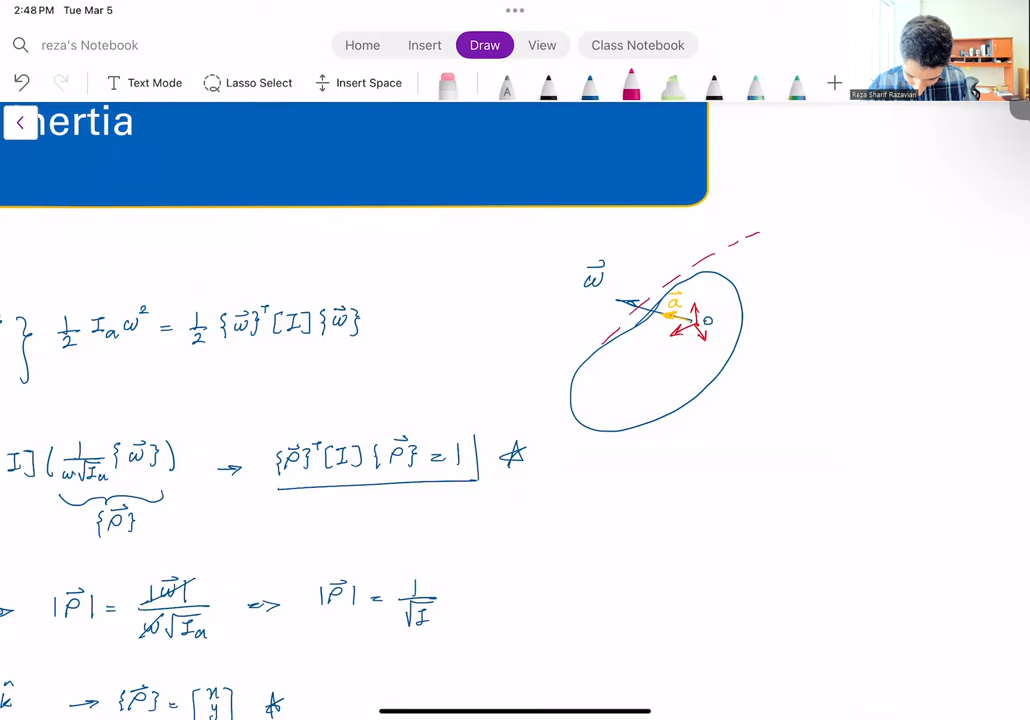 2:48 PM Tue Mar 5
reza's Notebook Home Insert Draw View Class Notebook
Text Mode Lasso Select Insert Space
Reza Sharif Razavian
nertia
} 1/2 I_a ω² = 1/2 {ω⃗}ᵀ [I] {ω⃗}
ω⃗
a⃗
O
I] ( 1/(ω√I_a) {ω⃗} ) → {ρ⃗}ᵀ [I] {ρ⃗} = 1 ☆
{ρ⃗}
|ρ⃗| = |ω⃗| / (ω√I_a) => |ρ⃗| = 1/√I
k̂ → {ρ⃗} = [x y ☆